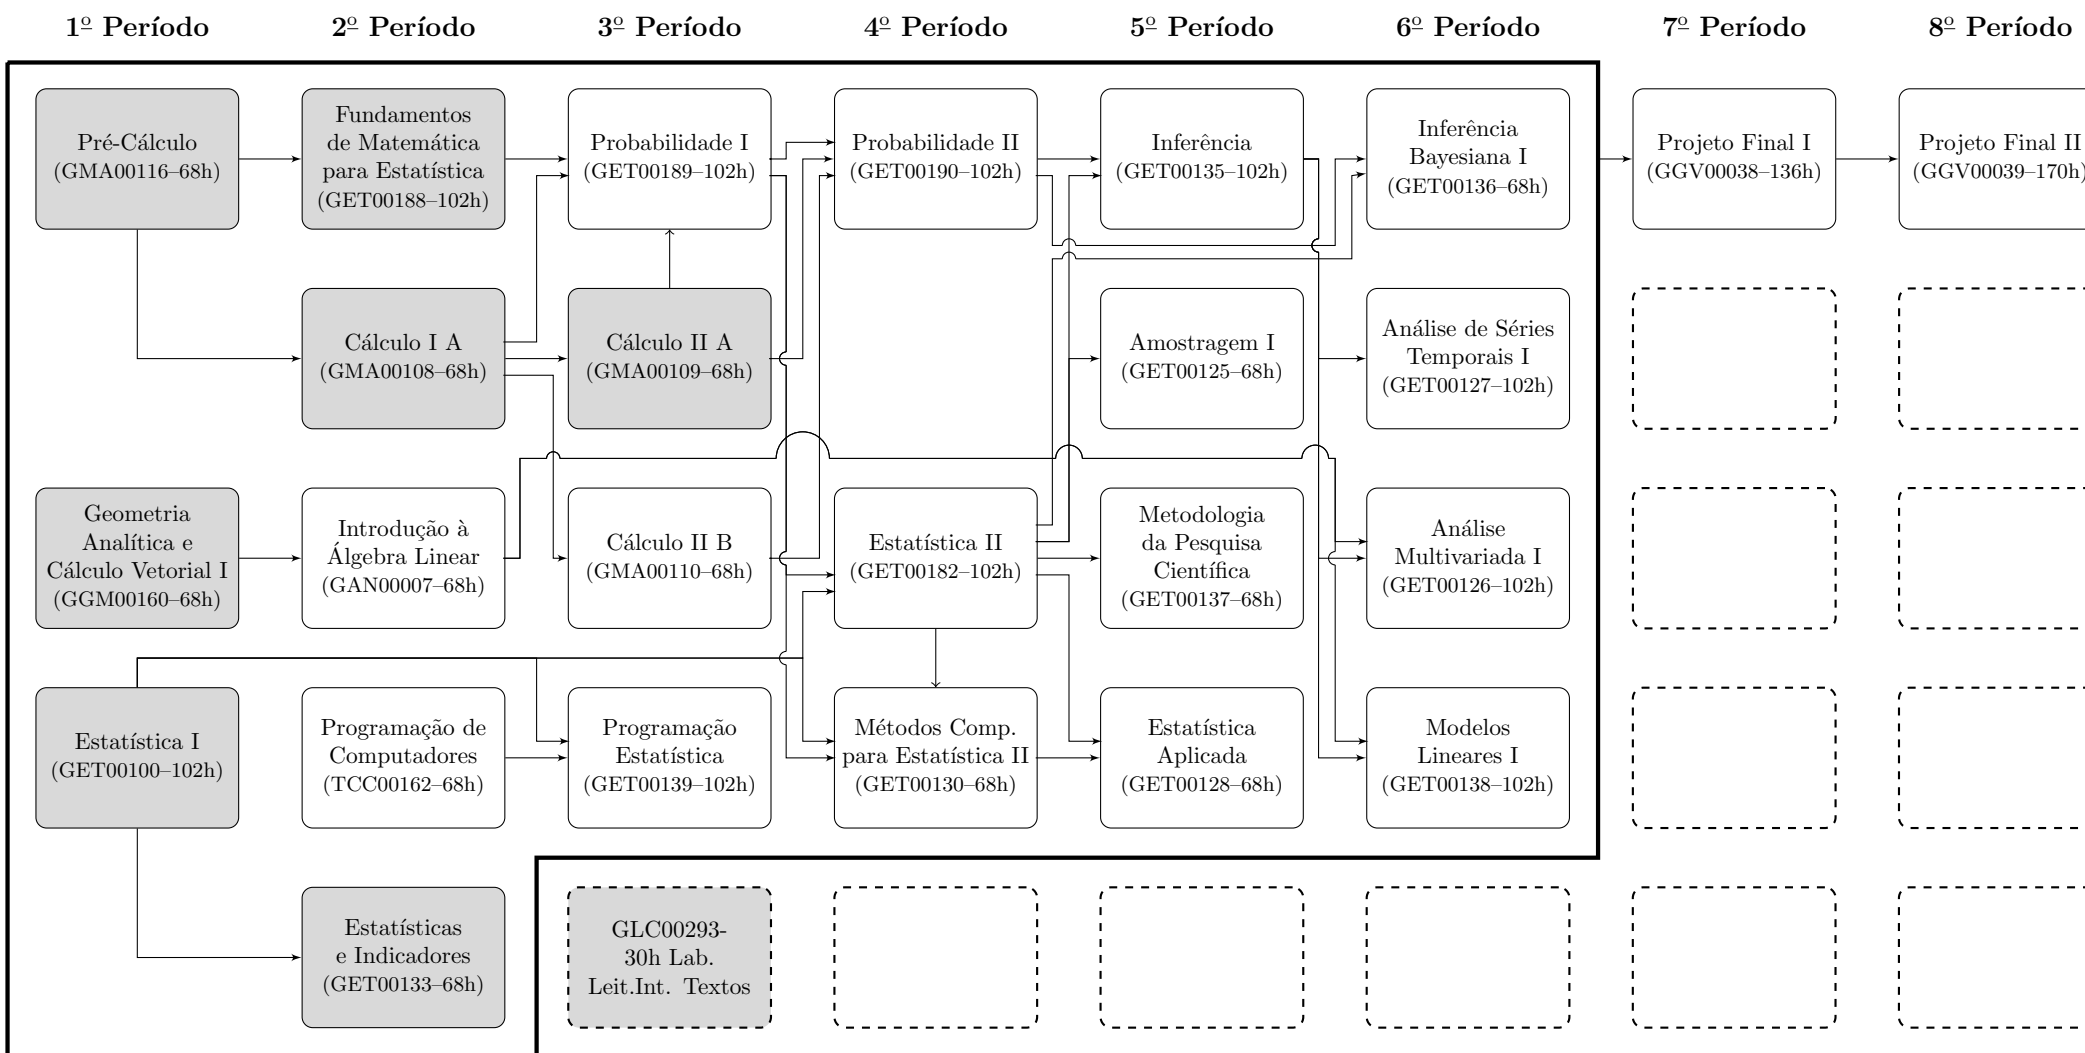 1º Período
2º Período
3º Período
4º Período
5º Período
6º Período
7º Período
8º Período
Pré-Cálculo
(GMA00116–68h)
Fundamentos
de Matemática
para Estatística
(GET00188–102h)
Probabilidade I
(GET00189–102h)
Probabilidade II
(GET00190–102h)
Inferência
(GET00135–102h)
Inferência
Bayesiana I
(GET00136–68h)
Projeto Final I
(GGV00038–136h)
Projeto Final II
(GGV00039–170h)
Cálculo I A
(GMA00108–68h)
Cálculo II A
(GMA00109–68h)
Amostragem I
(GET00125–68h)
Análise de Séries
Temporais I
(GET00127–102h)
Geometria
Analítica e
Cálculo Vetorial I
(GGM00160–68h)
Introdução à
Álgebra Linear
(GAN00007–68h)
Cálculo II B
(GMA00110–68h)
Estatística II
(GET00182–102h)
Metodologia
da Pesquisa
Científica
(GET00137–68h)
Análise
Multivariada I
(GET00126–102h)
Estatística I
(GET00100–102h)
Programação de
Computadores
(TCC00162–68h)
Programação
Estatística
(GET00139–102h)
Métodos Comp.
para Estatística II
(GET00130–68h)
Estatística
Aplicada
(GET00128–68h)
Modelos
Lineares I
(GET00138–102h)
Estatísticas
e Indicadores
(GET00133–68h)
GLC00293-
30h Lab.
Leit.Int. Textos